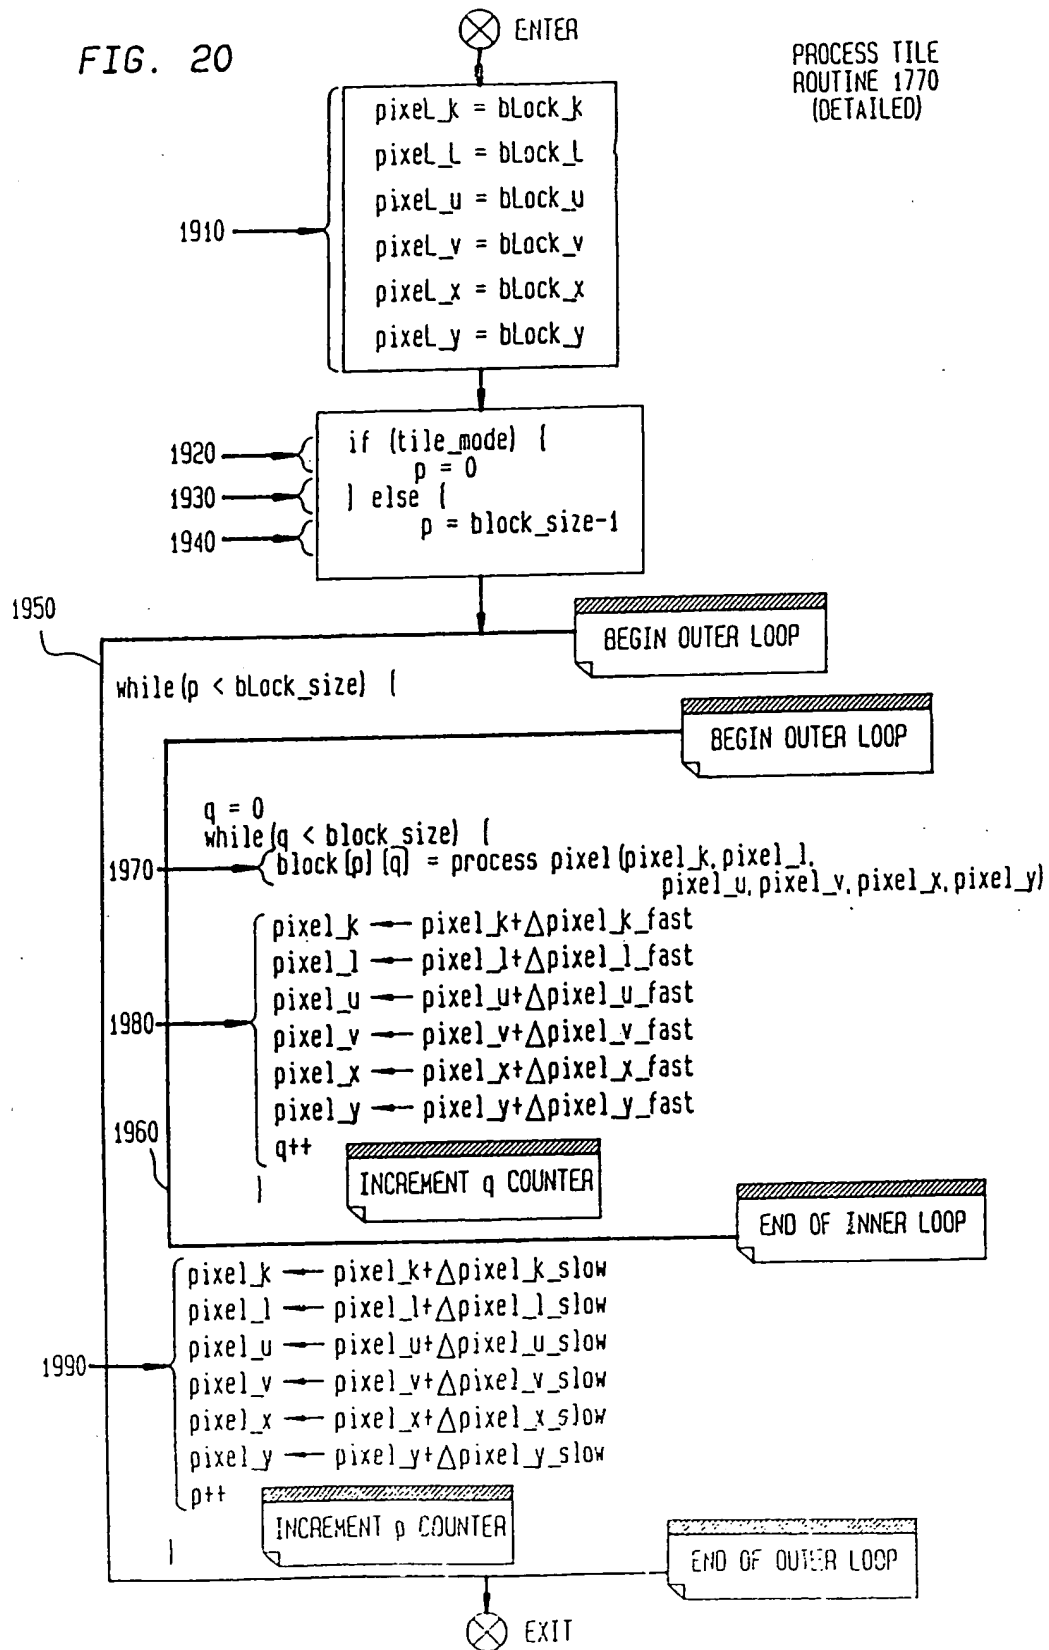 FIG. 20
ENTER
PROCESS TILE
ROUTINE 1770
(DETAILED)
pixel_k = block_k
pixel_l = block_l
pixel_u = block_u
pixel_v = block_v
pixel_x = block_x
pixel_y = block_y
1910
if (tile_mode) {
p = 0
} else {
p = block_size-1
1920
1930
1940
1950
BEGIN OUTER LOOP
while(p < block_size) {
BEGIN OUTER LOOP
q = 0
while(q < block_size) {
1970
block(p)(q) = process pixel(pixel_k, pixel_l,
pixel_u, pixel_v, pixel_x, pixel_y)
pixel_k ← pixel_k+Δpixel_k_fast
pixel_l ← pixel_l+Δpixel_l_fast
pixel_u ← pixel_u+Δpixel_u_fast
1980
pixel_v ← pixel_v+Δpixel_v_fast
pixel_x ← pixel_x+Δpixel_x_fast
pixel_y ← pixel_y+Δpixel_y_fast
1960
q++
INCREMENT q COUNTER
}
END OF INNER LOOP
pixel_k ← pixel_k+Δpixel_k_slow
pixel_l ← pixel_l+Δpixel_l_slow
pixel_u ← pixel_u+Δpixel_u_slow
1990
pixel_v ← pixel_v+Δpixel_v_slow
pixel_x ← pixel_x+Δpixel_x_slow
pixel_y ← pixel_y+Δpixel_y_slow
p++
INCREMENT p COUNTER
}
END OF OUTER LOOP
EXIT